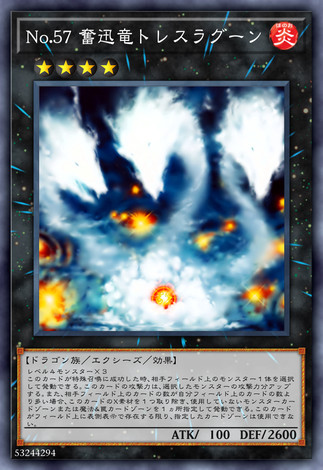 No.57 奮迅竜トレスラグーン
炎
【ドラゴン族／エクシーズ／効果】
レベル4モンスター×3
このカードが特殊召喚に成功した時、相手フィールド上のモンスター1体を選択
して発動できる。このカードの攻撃力は、選択したモンスターの攻撃力分アップ
する。また、相手フィールド上のカードの数が自分フィールド上のカードの数よ
り多い場合、このカードのX素材を1つ取り除き、使用していないモンスターカー
ドゾーンまたは魔法&罠カードゾーンを1ヵ所指定して発動できる。このカー
ドがフィールド上に表側表示で存在する限り、指定したカードゾーンは使用できな
い。
ATK/ 100 DEF/2600
53244294